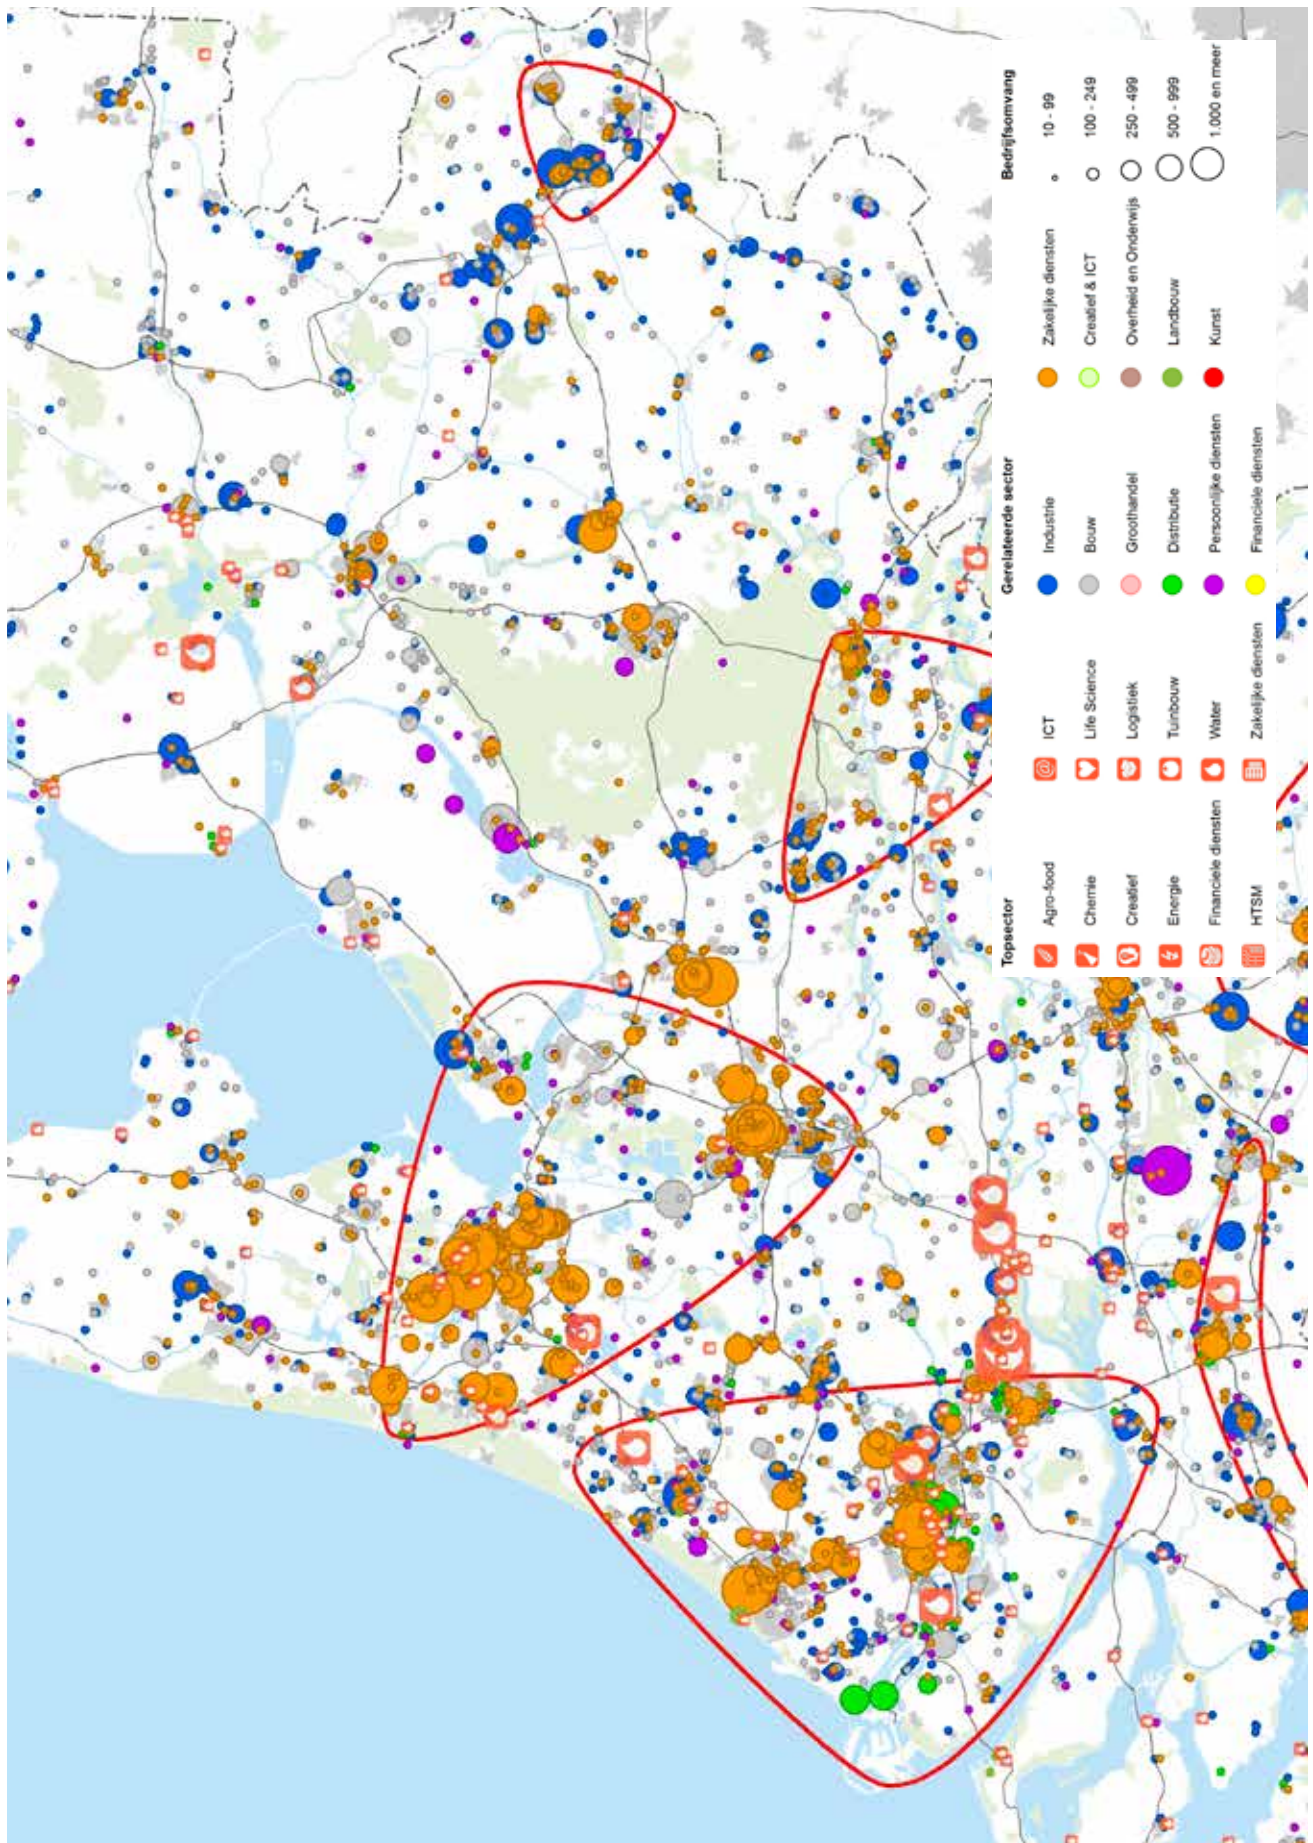 Topsector
Agro-food
Chemie
Creatief
Energie
Financiele diensten
HTSM
ICT
Life Science
Logistiek
Tuinbouw
Water
Zakelijke diensten
Gerelateerde sector
Industrie
Bouw
Groothandel
Distributie
Persoonlijke diensten
Financiele diensten
Zakelijke diensten
Creatief & ICT
Overheid en Onderwijs
Landbouw
Kunst
Bedrijfsomvang
10 - 99
100 - 249
250 - 499
500 - 999
1.000 en meer